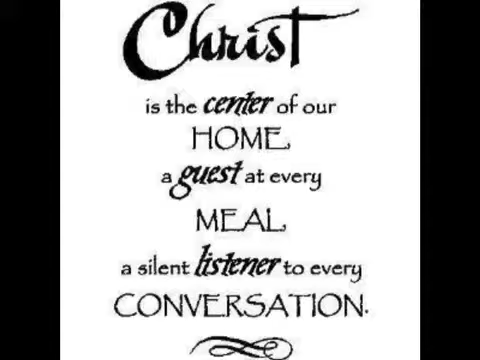 Christ
is the center of our
HOME,
a guest at every
MEAL,
a silent listener to every
CONVERSATION.